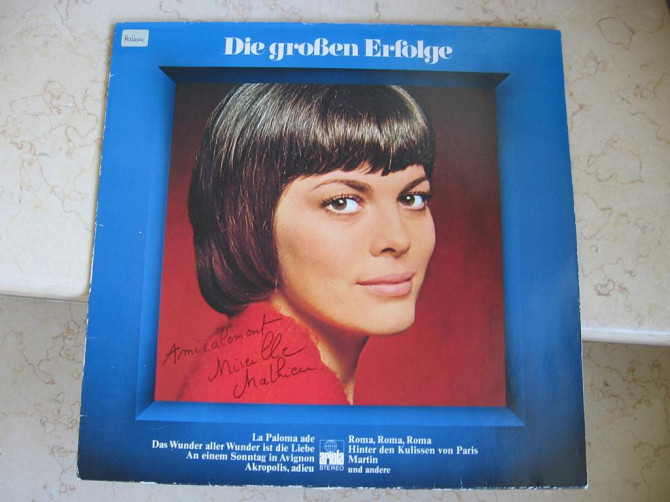 Die großen Erfolge
Amicalement
Mireille
Mathieu
La Paloma ade
Das Wunder aller Wunder ist die Liebe
An einem Sonntag in Avignon
Akropolis, adieu
ariola
STEREO
Roma, Roma, Roma
Hinter den Kulissen von Paris
Martin
und andere